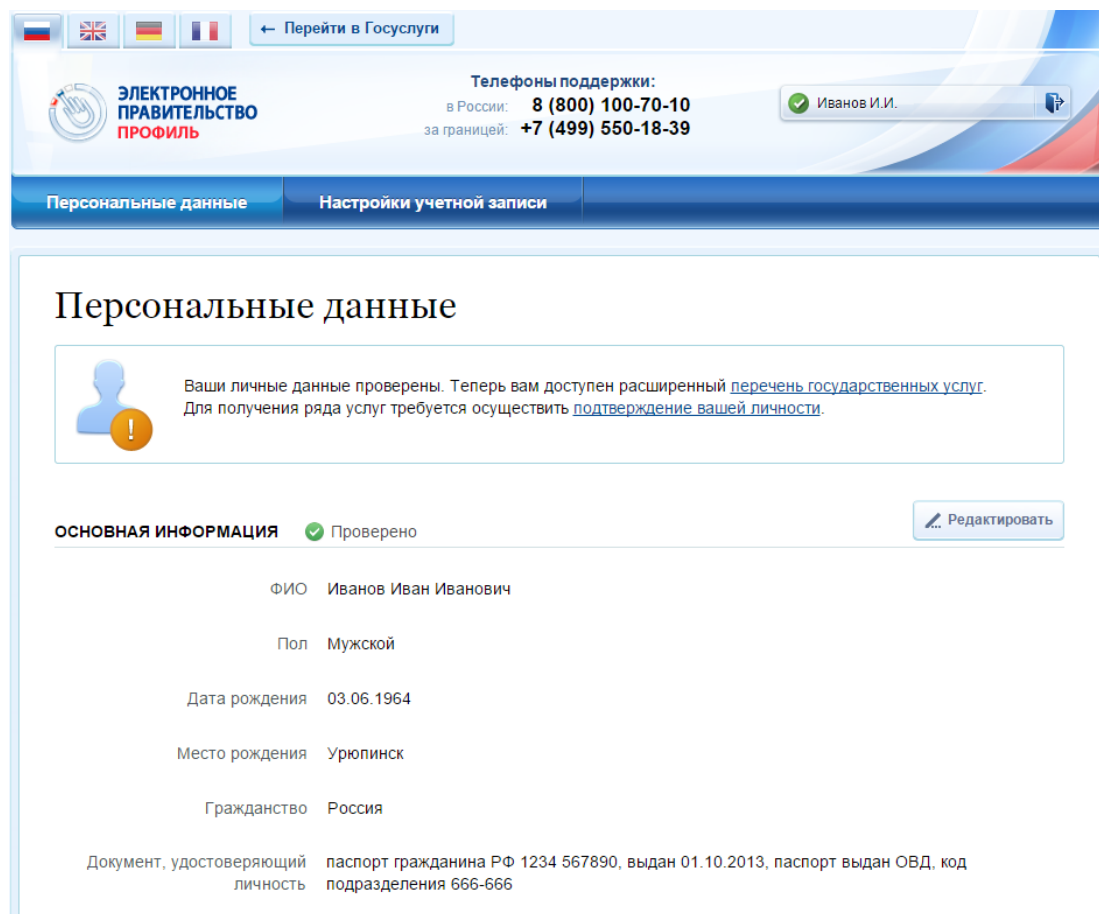 ← Перейти в Госуслуги
ЭЛЕКТРОННОЕ
ПРАВИТЕЛЬСТВО
ПРОФИЛЬ
Телефоны поддержки:
в России: 8 (800) 100-70-10
за границей: +7 (499) 550-18-39
Иванов И.И.
Персональные данные
Настройки учетной записи
Персональные данные
Ваши личные данные проверены. Теперь вам доступен расширенный перечень государственных услуг.
Для получения ряда услуг требуется осуществить подтверждение вашей личности.
ОСНОВНАЯ ИНФОРМАЦИЯ Проверено
Редактировать
ФИО Иванов Иван Иванович
Пол Мужской
Дата рождения 03.06.1964
Место рождения Урюпинск
Гражданство Россия
Документ, удостоверяющий паспорт гражданина РФ 1234 567890, выдан 01.10.2013, паспорт выдан ОВД, код
личность подразделения 666-666